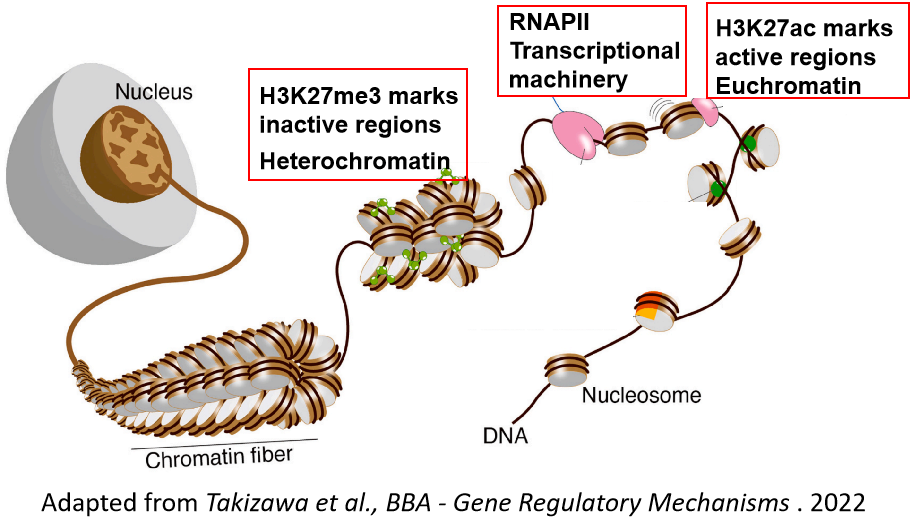 Nucleus
H3K27me3 marks
inactive regions
Heterochromatin
RNAPII
Transcriptional
machinery
H3K27ac marks
active regions
Euchromatin
Nucleosome
DNA
Chromatin fiber
Adapted from Takizawa et al., BBA - Gene Regulatory Mechanisms . 2022